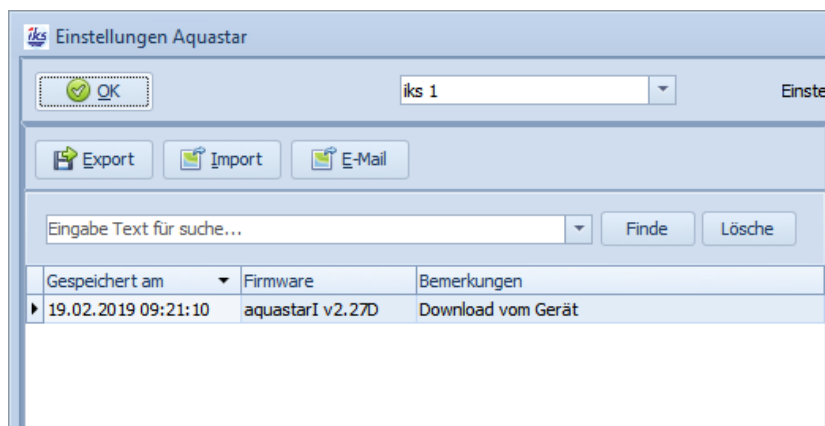 iks Einstellungen Aquastar
OK iks 1 Einste
Export Import E-Mail
Eingabe Text für suche... Finde Lösche
Gespeichert am Firmware Bemerkungen
19.02.2019 09:21:10 aquastarI v2.27D Download vom Gerät